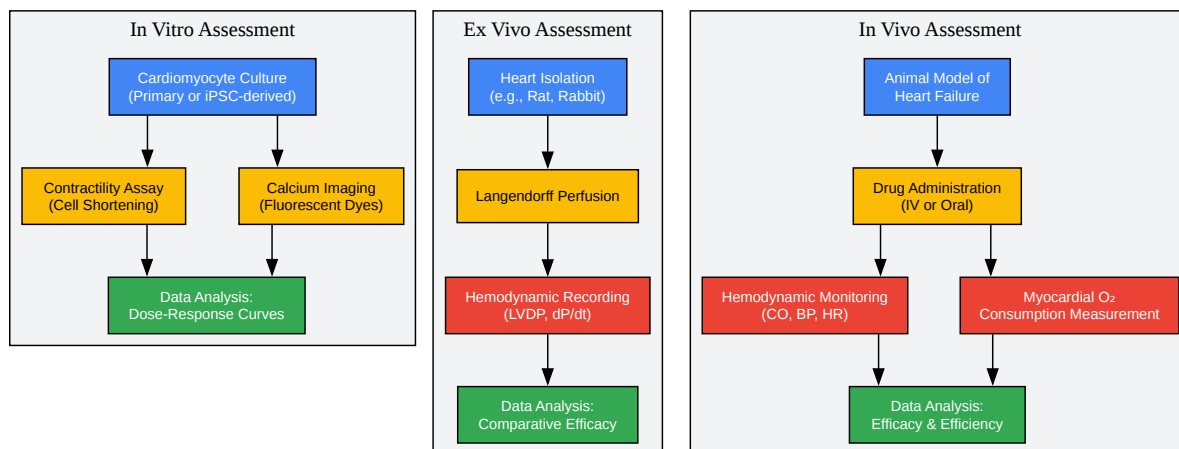 In Vitro Assessment
Cardiomyocyte Culture
(Primary or iPSC-derived)
Contractility Assay
(Cell Shortening)
Calcium Imaging
(Fluorescent Dyes)
Data Analysis:
Dose-Response Curves
Ex Vivo Assessment
Heart Isolation
(e.g., Rat, Rabbit)
Langendorff Perfusion
Hemodynamic Recording
(LVDP, dP/dt)
Data Analysis:
Comparative Efficacy
In Vivo Assessment
Animal Model of
Heart Failure
Drug Administration
(IV or Oral)
Hemodynamic Monitoring
(CO, BP, HR)
Myocardial O₂
Consumption Measurement
Data Analysis:
Efficacy & Efficiency